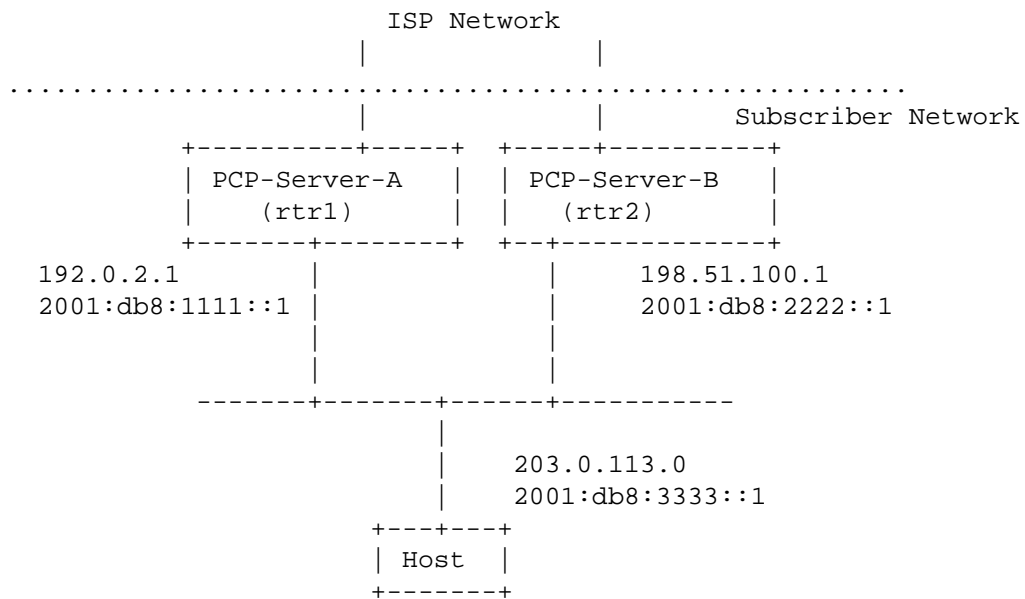 ISP Network
Subscriber Network
PCP-Server-A PCP-Server-B
(rtr1) (rtr2)
192.0.2.1 198.51.100.1
2001:db8:1111::1 2001:db8:2222::1
203.0.113.0
2001:db8:3333::1
Host